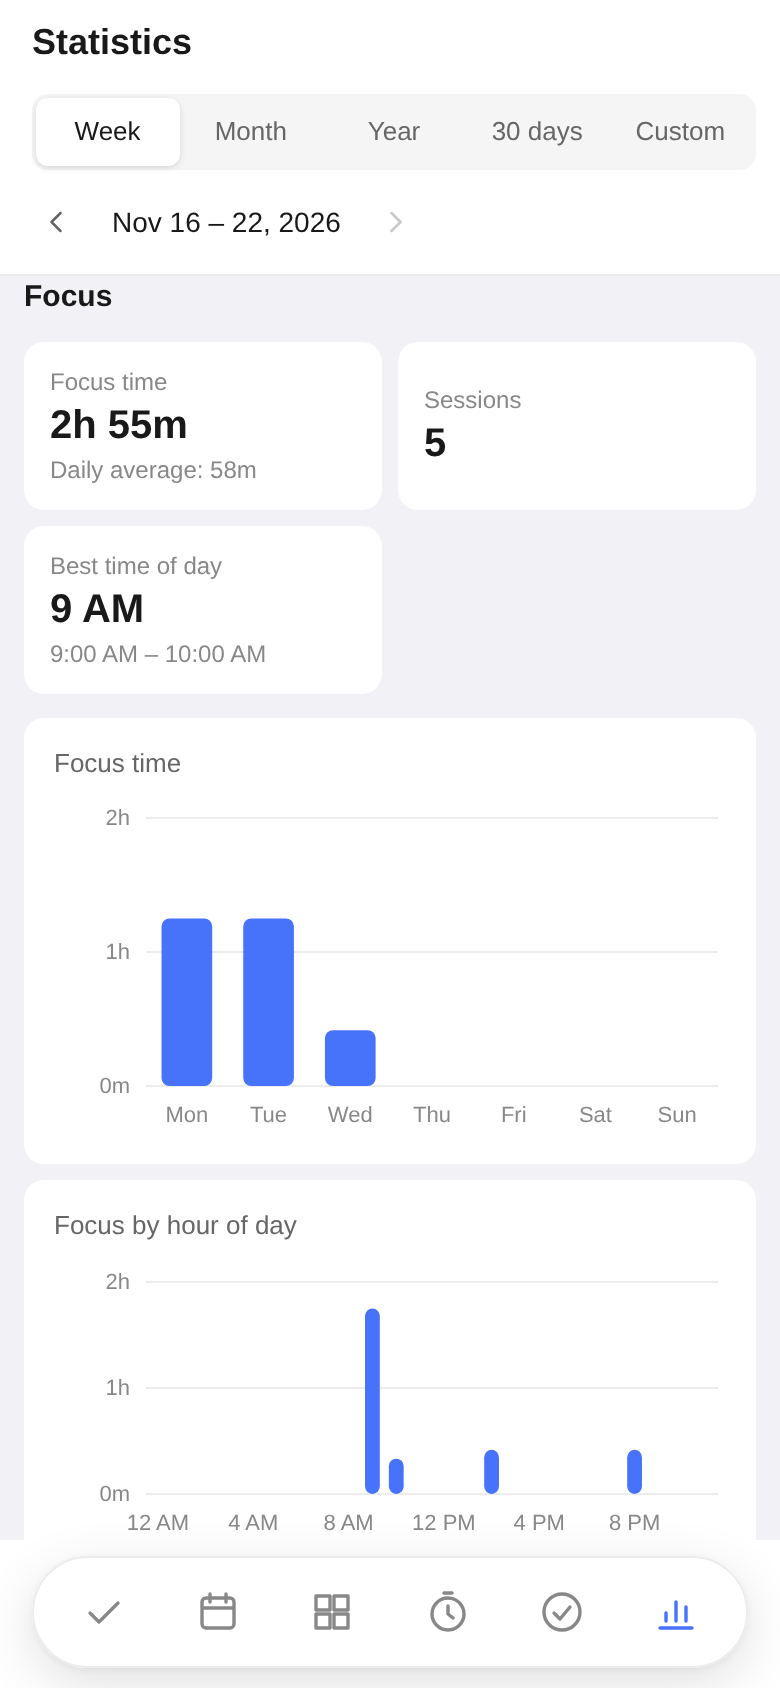 Statistics
Week Month Year 30 days Custom
Nov 16 – 22, 2026
Focus
Focus time
2h 55m
Daily average: 58m
Sessions
5
Best time of day
9 AM
9:00 AM – 10:00 AM
Focus time
2h
1h
0m
Mon Tue Wed Thu Fri Sat Sun
Focus by hour of day
2h
1h
0m
12 AM 4 AM 8 AM 12 PM 4 PM 8 PM